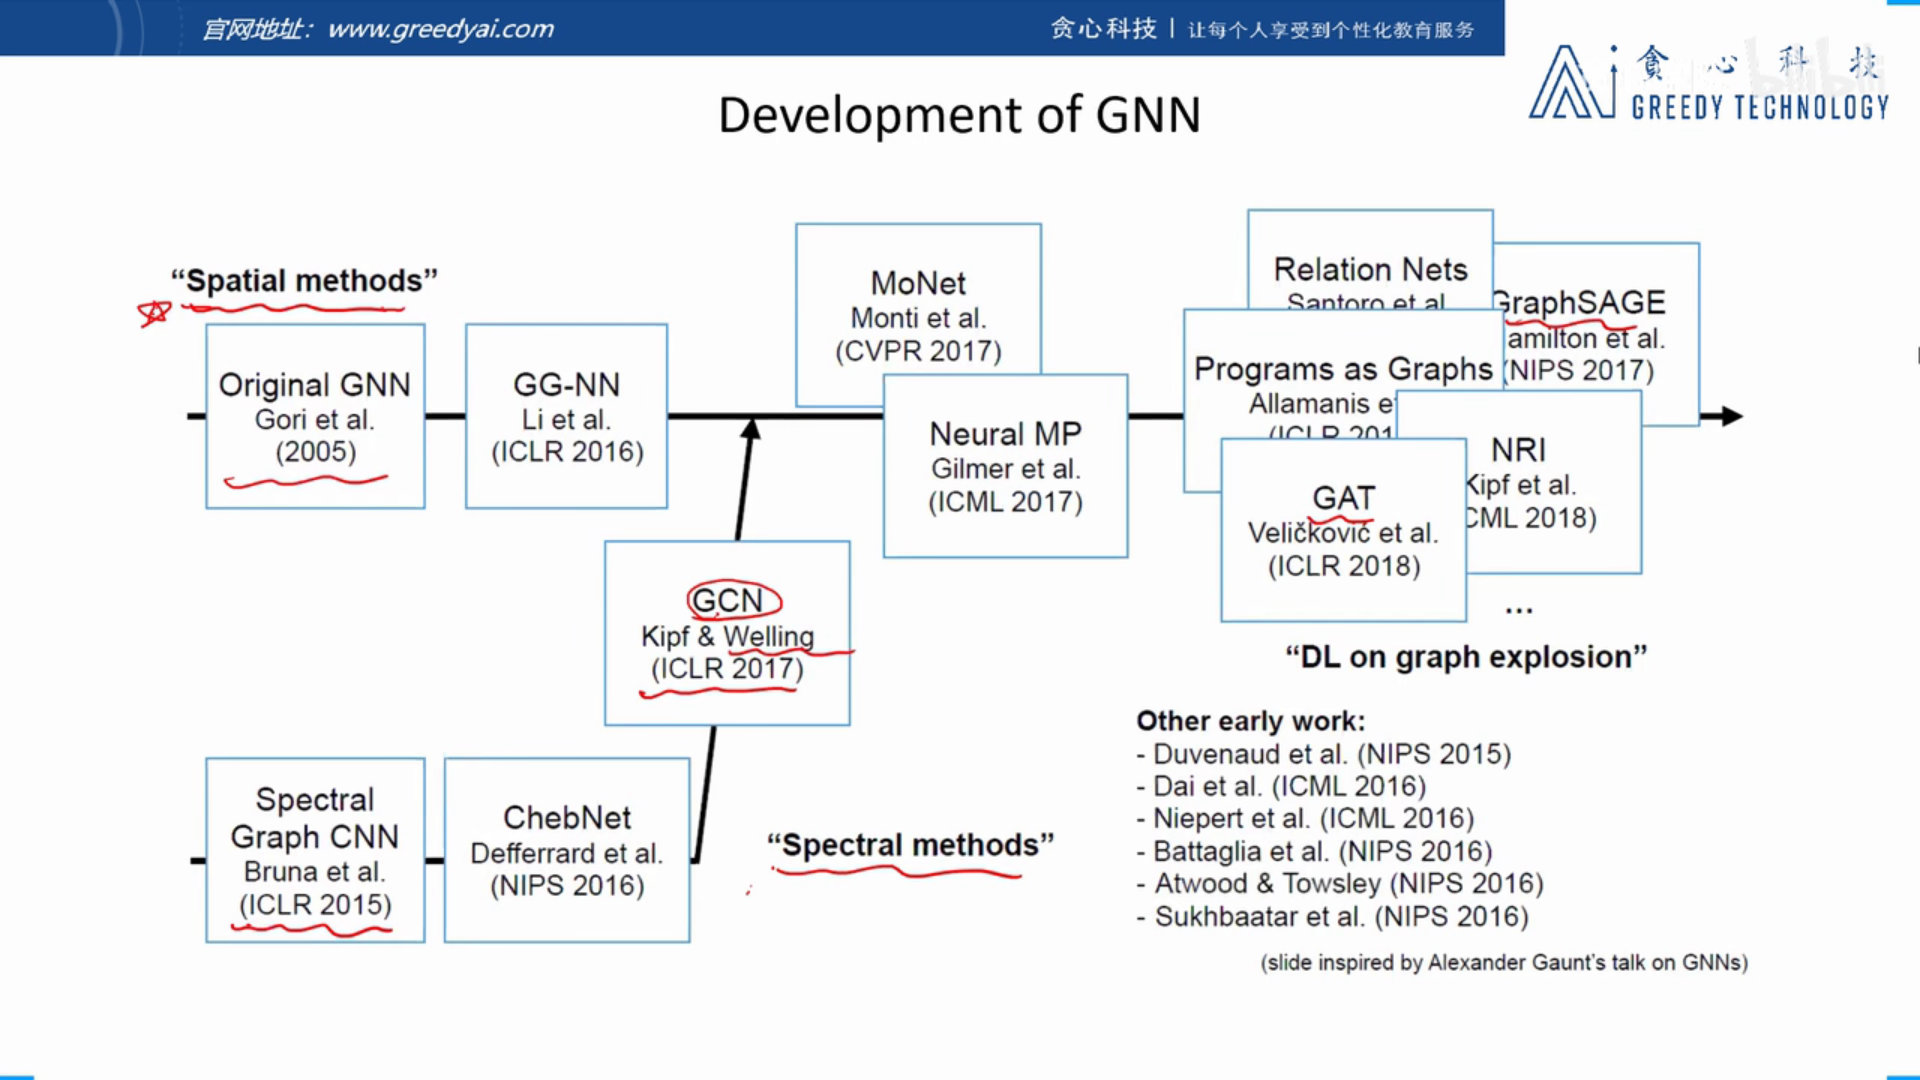 官网地址：www.greedyai.com
贪心科技 | 让每个人享受到个性化教育服务
贪心科技
bilibili
GREEDY TECHNOLOGY
Development of GNN
“Spatial methods”
Original GNN
Gori et al.
(2005)
GG-NN
Li et al.
(ICLR 2016)
MoNet
Monti et al.
(CVPR 2017)
Neural MP
Gilmer et al.
(ICML 2017)
Relation Nets
Santoro et al.
GraphSAGE
amilton et al.
(NIPS 2017)
Programs as Graphs
Allamanis e
(ICLR 201
NRI
Kipf et al.
CML 2018)
GAT
Veličković et al.
(ICLR 2018)
...
“DL on graph explosion”
GCN
Kipf & Welling
(ICLR 2017)
Spectral
Graph CNN
Bruna et al.
(ICLR 2015)
ChebNet
Defferrard et al.
(NIPS 2016)
“Spectral methods”
Other early work:
- Duvenaud et al. (NIPS 2015)
- Dai et al. (ICML 2016)
- Niepert et al. (ICML 2016)
- Battaglia et al. (NIPS 2016)
- Atwood & Towsley (NIPS 2016)
- Sukhbaatar et al. (NIPS 2016)
(slide inspired by Alexander Gaunt’s talk on GNNs)